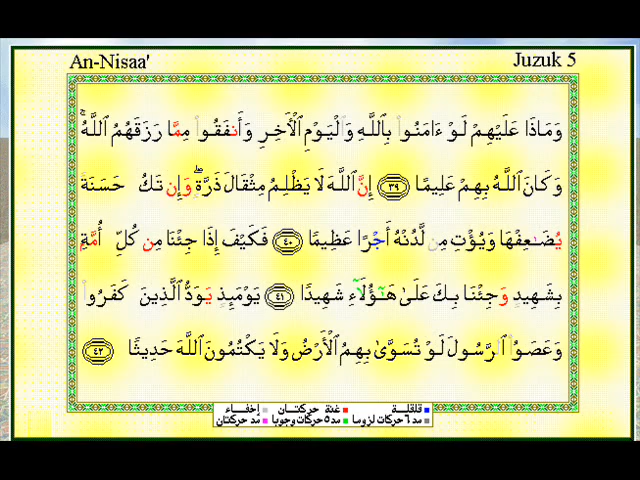 An-Nisaa' Juzuk 5
وَمَاذَا عَلَيْهِمْ لَوْ ءَامَنُوا۟ بِٱللَّهِ وَٱلْيَوْمِ ٱلْأَخِرِ وَأَنفَقُوا۟ مِمَّا رَزَقَهُمُ ٱللَّهُ ۚ
وَكَانَ ٱللَّهُ بِهِمْ عَلِيمًا ٣٩ إِنَّ ٱللَّهَ لَا يَظْلِمُ مِثْقَالَ ذَرَّةٍ ۖ وَإِن تَكُ حَسَنَةً
يُضَـٰعِفْهَا وَيُؤْتِ مِن لَّدُنْهُ أَجْرًا عَظِيمًا ٤٠ فَكَيْفَ إِذَا جِئْنَا مِن كُلِّ أُمَّةٍ
بِشَهِيدٍ وَجِئْنَا بِكَ عَلَىٰ هَـٰٓؤُلَآءِ شَهِيدًا ٤١ يَوْمَئِذٍ يَوَدُّ ٱلَّذِينَ كَفَرُوا۟
وَعَصَوُا۟ ٱلرَّسُولَ لَوْ تُسَوَّىٰ بِهِمُ ٱلْأَرْضُ وَلَا يَكْتُمُونَ ٱللَّهَ حَدِيثًا ٤٢
قلقلة غنة حركتان إخفاء
مد ٦ حركات لزوما مد ٥ حركات وجوبا مد حركتان